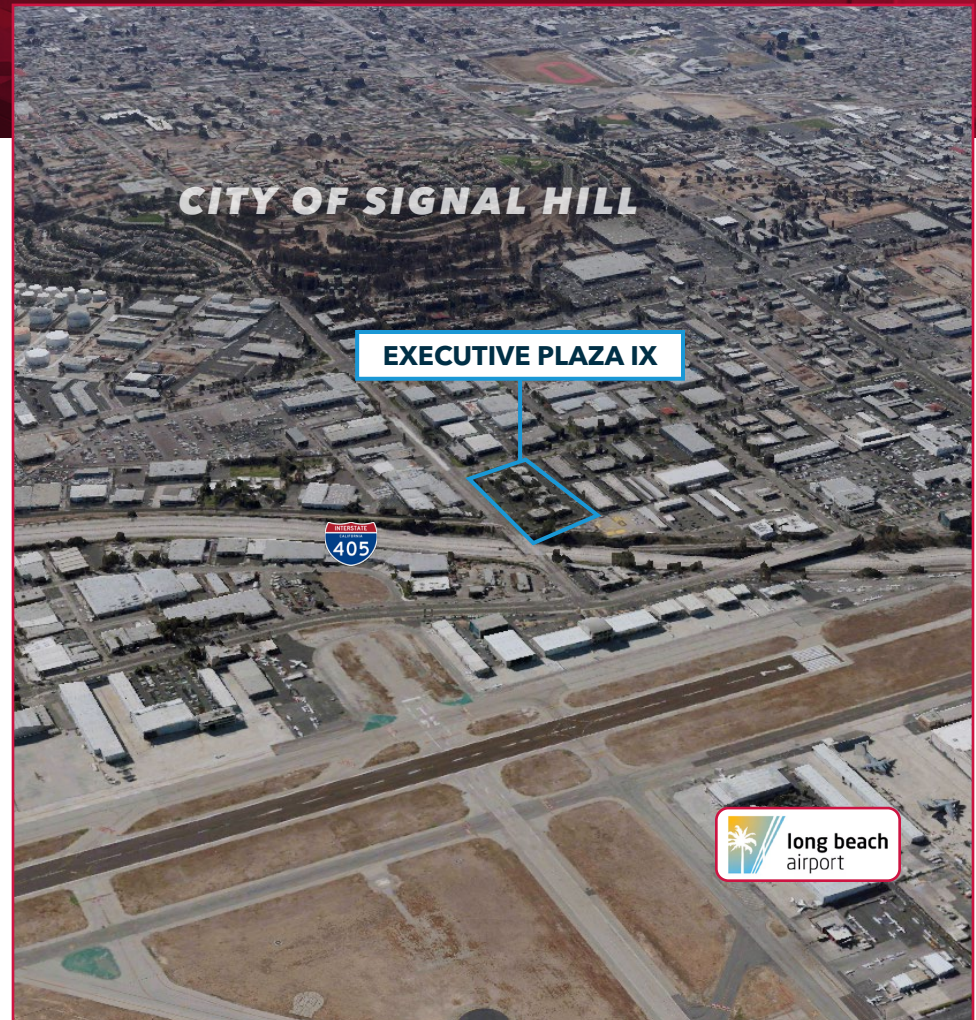 CITY OF SIGNAL HILL
EXECUTIVE PLAZA IX
INTERSTATE
CALIFORNIA
405
long beach
airport